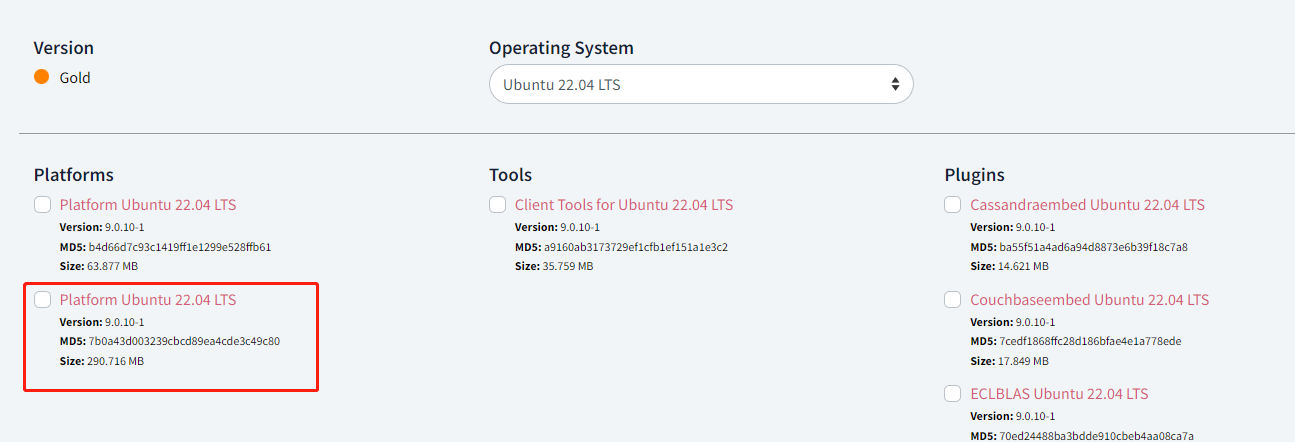 Version
Gold
Operating System
Ubuntu 22.04 LTS
Platforms
Platform Ubuntu 22.04 LTS
Version: 9.0.10-1
MD5: b4d66d7c93c1419ff1e1299e528ffb61
Size: 63.877 MB
Platform Ubuntu 22.04 LTS
Version: 9.0.10-1
MD5: 7b0a43d003239cbcd89ea4cde3c49c80
Size: 290.716 MB
Tools
Client Tools for Ubuntu 22.04 LTS
Version: 9.0.10-1
MD5: a9160ab3173729ef1cfb1ef151a1e3c2
Size: 35.759 MB
Plugins
Cassandraembed Ubuntu 22.04 LTS
Version: 9.0.10-1
MD5: ba55f51a4ad6a94d8873e6b39f18c7a8
Size: 14.621 MB
Couchbaseembed Ubuntu 22.04 LTS
Version: 9.0.10-1
MD5: 7cedf1868ffc28d186bfae4e1a778ede
Size: 17.849 MB
ECLBLAS Ubuntu 22.04 LTS
Version: 9.0.10-1
MD5: 70ed24488ba3bdde910cbeb4aa08ca7a